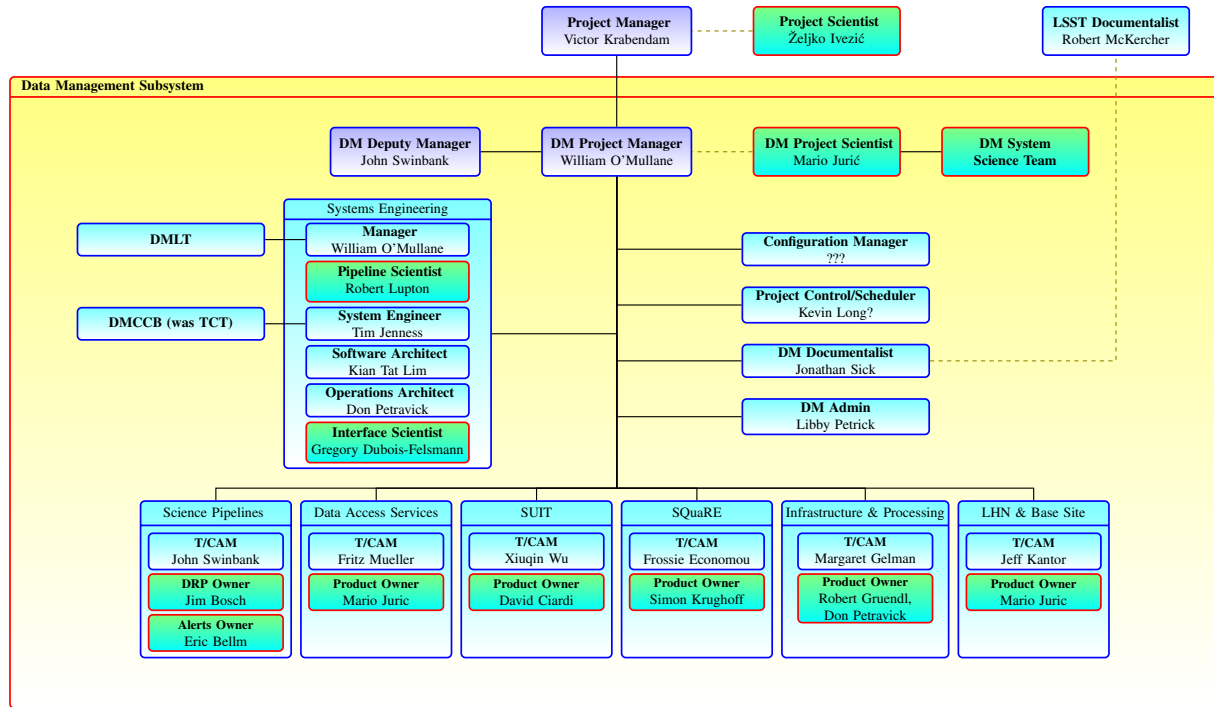 Project Manager
Victor Krabendam
Project Scientist
Željko Ivezić
LSST Documentalist
Robert McKercher
Data Management Subsystem
DM Deputy Manager
John Swinbank
DM Project Manager
William O'Mullane
DM Project Scientist
Mario Jurić
DM System
Science Team
Systems Engineering
DMLT
Manager
William O'Mullane
Pipeline Scientist
Robert Lupton
DMCCB (was TCT)
System Engineer
Tim Jenness
Software Architect
Kian Tat Lim
Operations Architect
Don Petravick
Interface Scientist
Gregory Dubois-Felsmann
Configuration Manager
???
Project Control/Scheduler
Kevin Long?
DM Documentalist
Jonathan Sick
DM Admin
Libby Petrick
Science Pipelines
T/CAM
John Swinbank
DRP Owner
Jim Bosch
Alerts Owner
Eric Bellm
Data Access Services
T/CAM
Fritz Mueller
Product Owner
Mario Juric
SUIT
T/CAM
Xiuqin Wu
Product Owner
David Ciardi
SQuaRE
T/CAM
Frossie Economou
Product Owner
Simon Krughoff
Infrastructure & Processing
T/CAM
Margaret Gelman
Product Owner
Robert Gruendl,
Don Petravick
LHN & Base Site
T/CAM
Jeff Kantor
Product Owner
Mario Juric